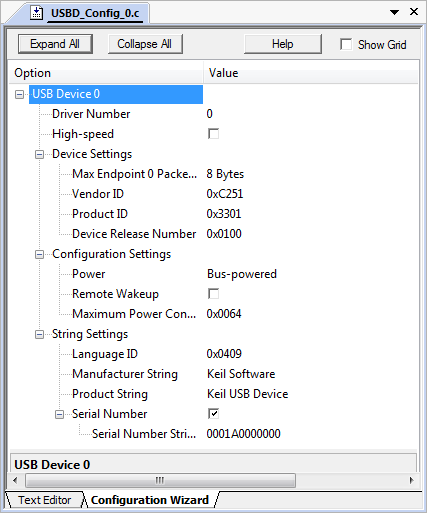 USBD_Config_0.c
Expand All Collapse All Help Show Grid
Option Value
USB Device 0
Driver Number 0
High-speed
Device Settings
Max Endpoint 0 Packe... 8 Bytes
Vendor ID 0xC251
Product ID 0x3301
Device Release Number 0x0100
Configuration Settings
Power Bus-powered
Remote Wakeup
Maximum Power Con... 0x0064
String Settings
Language ID 0x0409
Manufacturer String Keil Software
Product String Keil USB Device
Serial Number
Serial Number Stri... 0001A0000000
USB Device 0
Text Editor Configuration Wizard